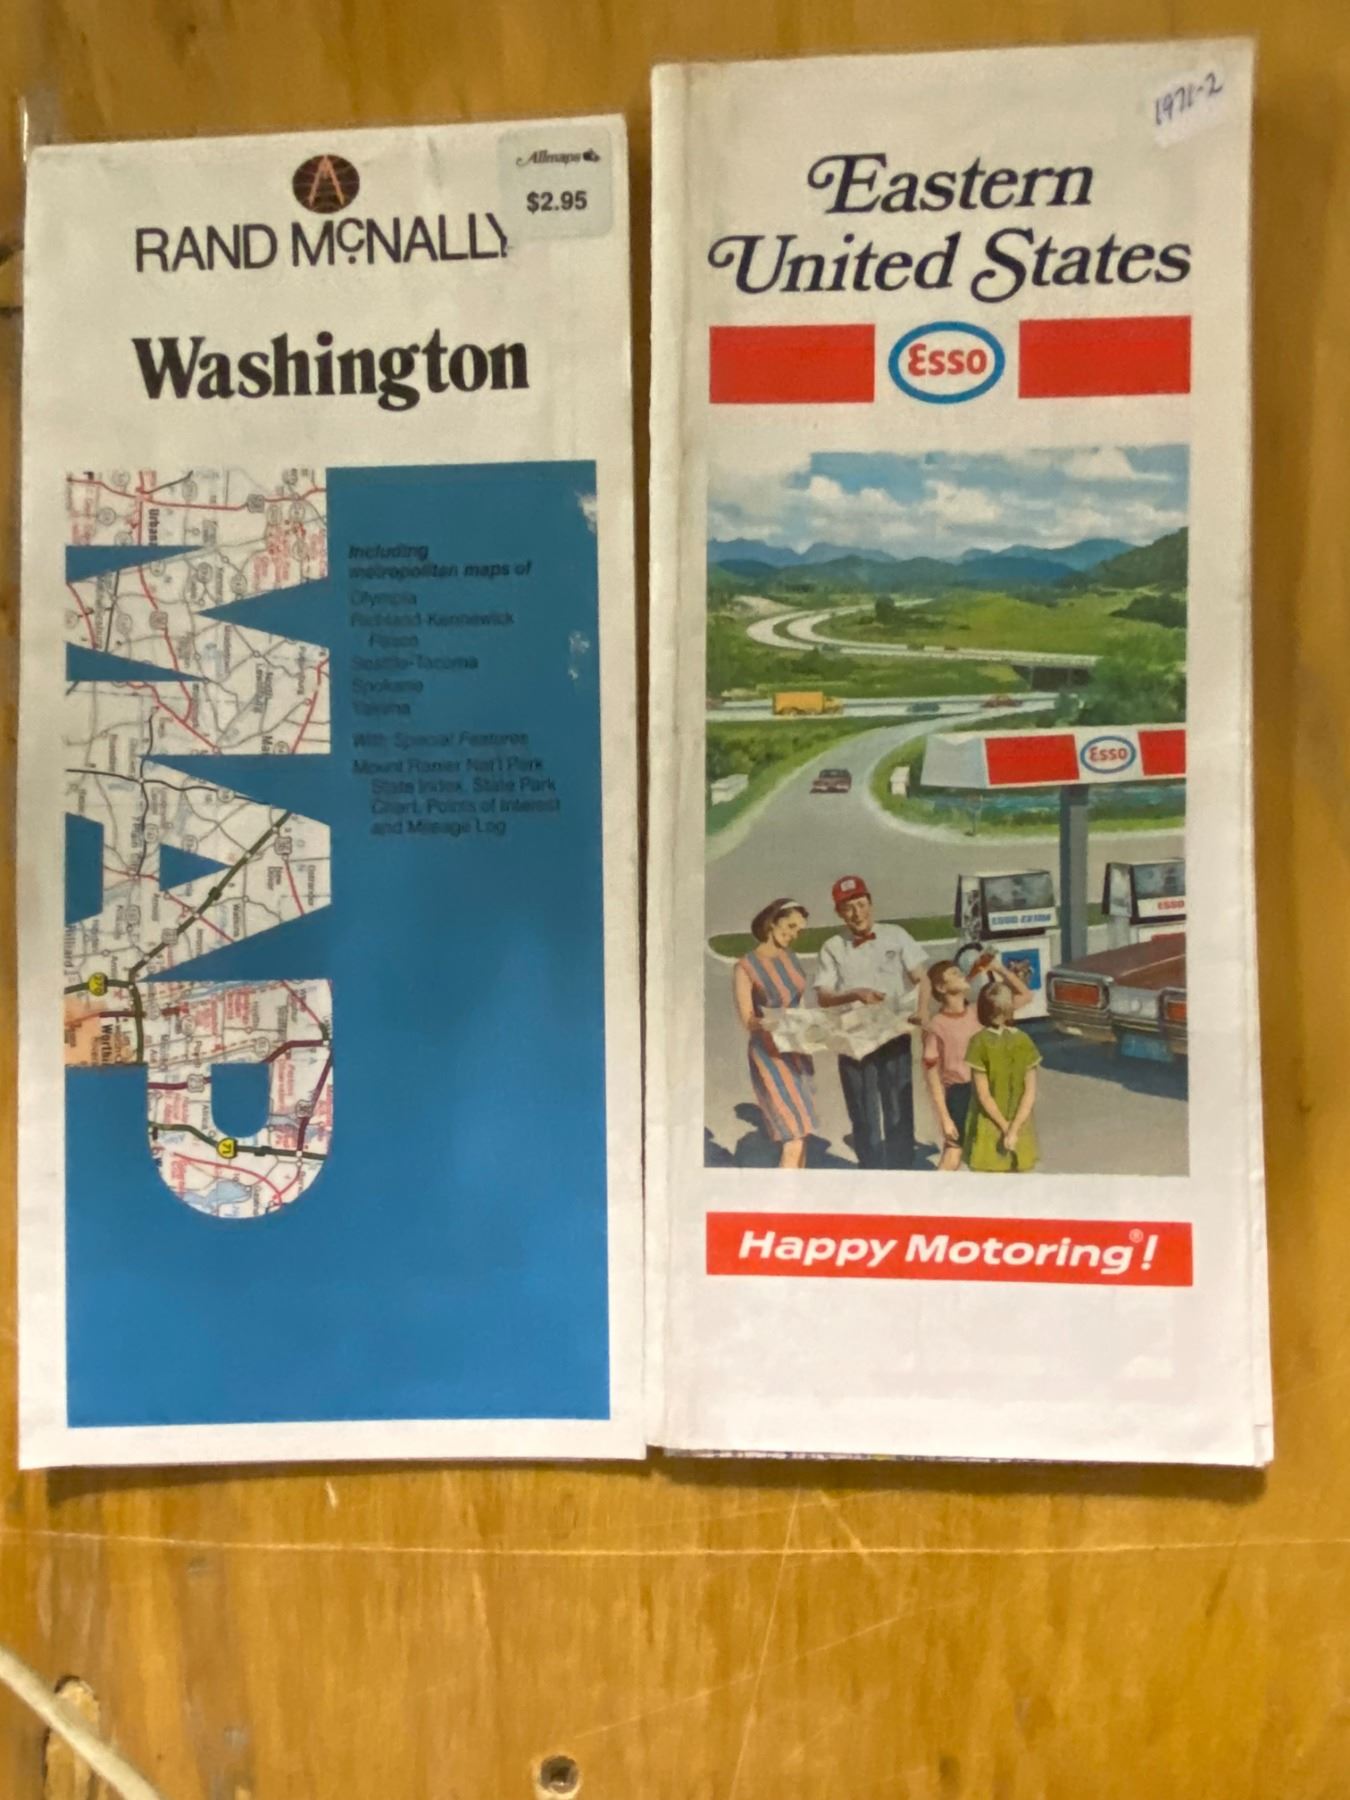 Allmaps
$2.95
RAND McNALLY
Washington
Including
metropolitan maps of
Olympia
Richland-Kennewick
Pasco
Seattle-Tacoma
Spokane
Yakima
With Special Features
Mount Ranier Nat'l Park
State Index, State Park
Chart, Points of Interest
and Mileage Log
MAP
1971-2
Eastern
United States
Esso
Esso
ESSO
Happy Motoring®!